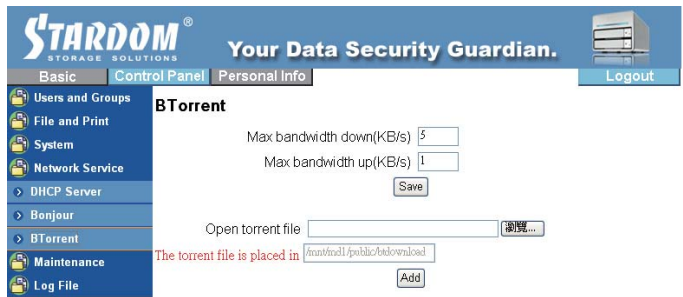 STARDOM®
STORAGE SOLUTIONS
Your Data Security Guardian.
Basic
Control Panel
Personal Info
Logout
Users and Groups
File and Print
System
Network Service
DHCP Server
Bonjour
BTorrent
Maintenance
Log File
BTorrent
Max bandwidth down(KB/s) 5
Max bandwidth up(KB/s) 1
Save
Open torrent file 瀏覽...
The torrent file is placed in /mnt/md1/public/btdownload
Add